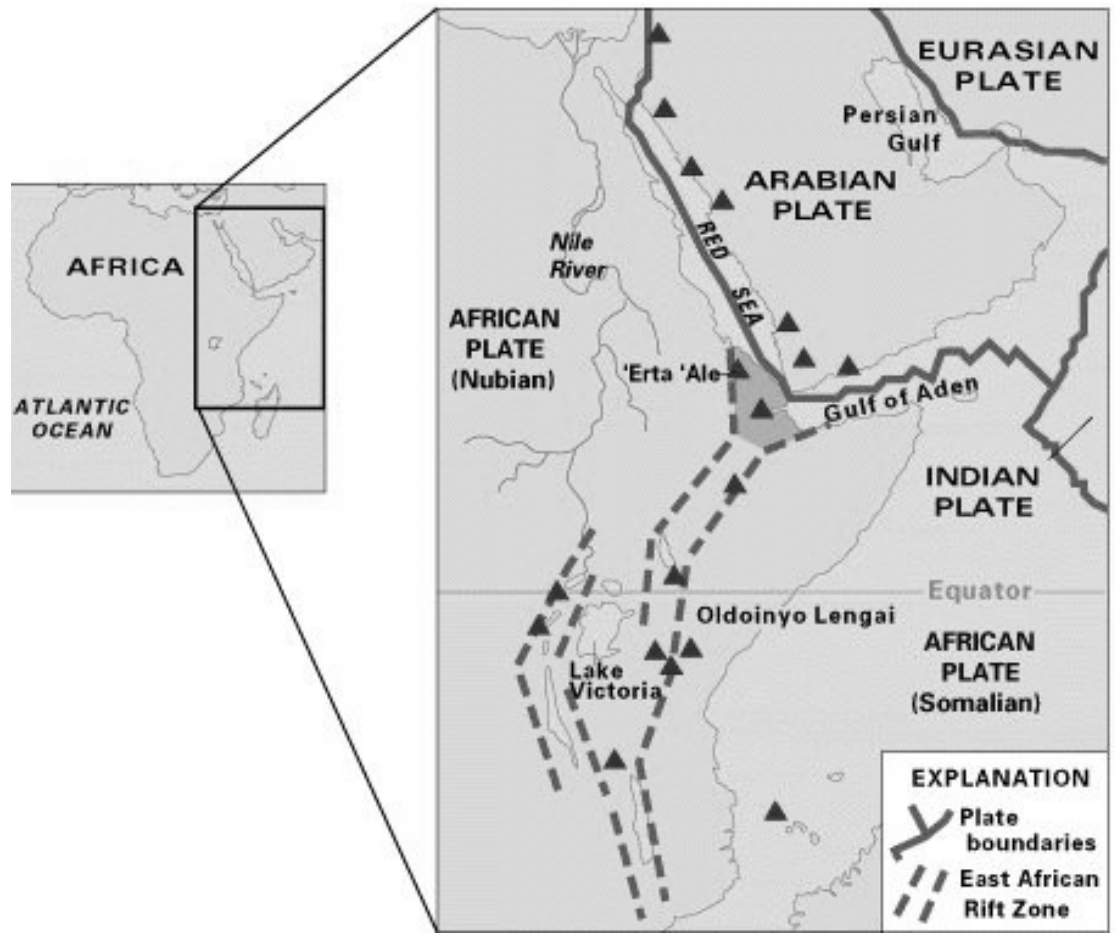 AFRICA
ATLANTIC
OCEAN
EURASIAN
PLATE
Persian
Gulf
ARABIAN
PLATE
RED SEA
Nile
River
AFRICAN
PLATE
(Nubian)
'Erta 'Ale
Gulf of Aden
INDIAN
PLATE
Equator
Oldoinyo Lengai
Lake
Victoria
AFRICAN
PLATE
(Somalian)
EXPLANATION
Plate
boundaries
East African
Rift Zone